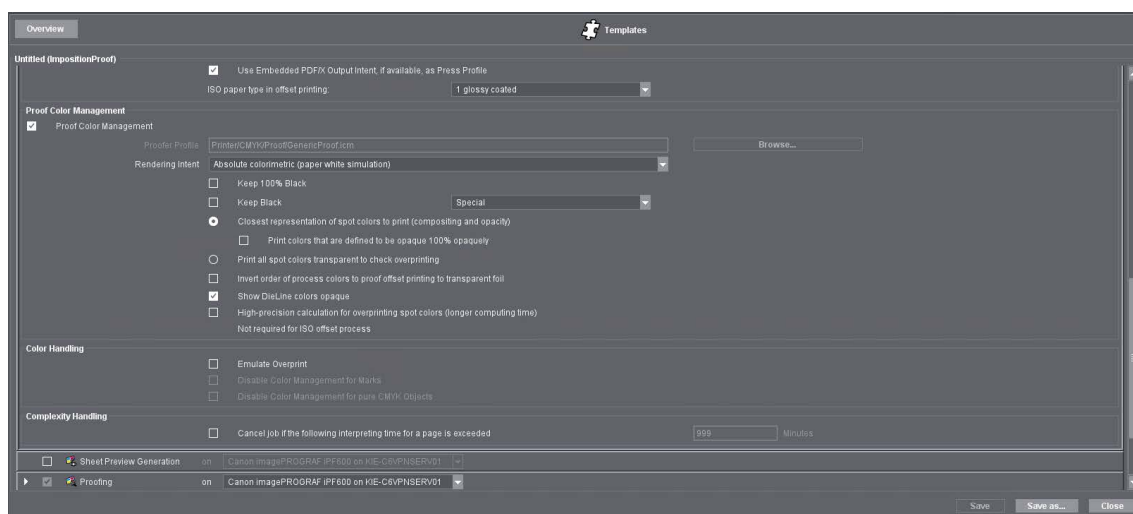 Overview
Templates
Untitled (ImpositionProof)
Use Embedded PDF/X Output Intent, if available, as Press Profile
ISO paper type in offset printing: 1 glossy coated
Proof Color Management
Proof Color Management
Proofer Profile Printer/CMYK/Proof/GenericProof.icm Browse...
Rendering Intent Absolute colorimetric (paper white simulation)
Keep 100% Black
Keep Black Special
Closest representation of spot colors to print (compositing and opacity)
Print colors that are defined to be opaque 100% opaquely
Print all spot colors transparent to check overprinting
Invert order of process colors to proof offset printing to transparent foil
Show DieLine colors opaque
High-precision calculation for overprinting spot colors (longer computing time)
Not required for ISO offset process
Color Handling
Emulate Overprint
Disable Color Management for Marks
Disable Color Management for pure CMYK Objects
Complexity Handling
Cancel job if the following interpreting time for a page is exceeded 999 Minutes
Sheet Preview Generation on Canon imagePROGRAF iPF600 on KIE-C6VPNSERV01
Proofing on Canon imagePROGRAF iPF600 on KIE-C6VPNSERV01
Save Save as... Close